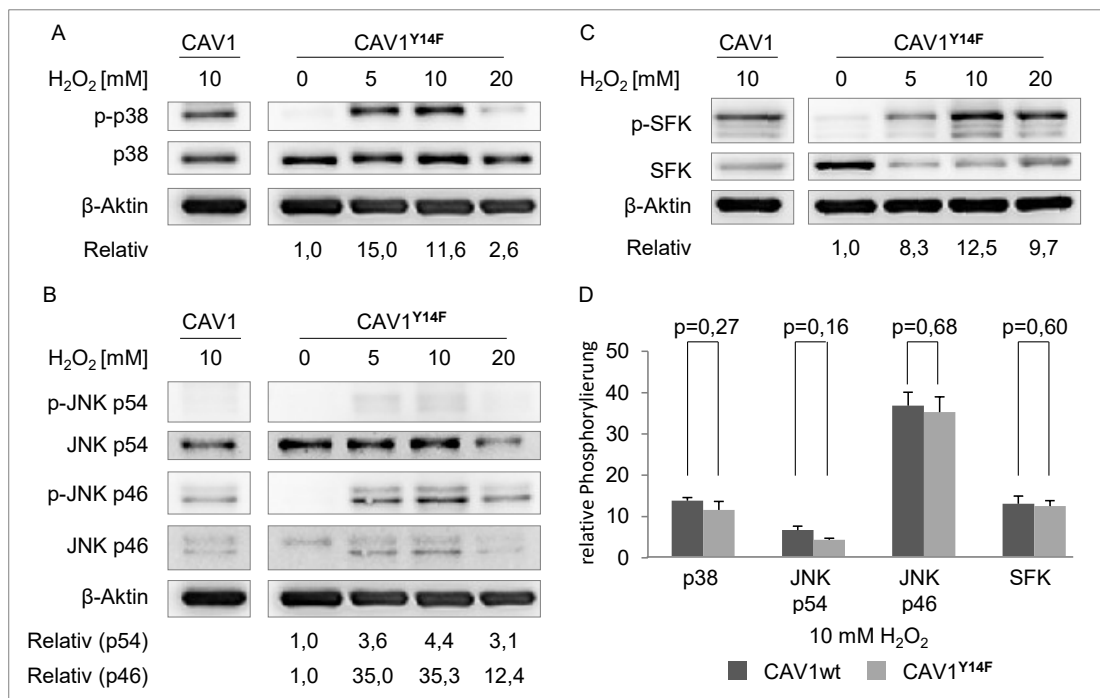 A
CAV1 CAV1Y14F
H2O2 [mM] 10 0 5 10 20
p-p38
p38
β-Aktin
Relativ 1,0 15,0 11,6 2,6
B
CAV1 CAV1Y14F
H2O2 [mM] 10 0 5 10 20
p-JNK p54
JNK p54
p-JNK p46
JNK p46
β-Aktin
Relativ (p54) 1,0 3,6 4,4 3,1
Relativ (p46) 1,0 35,0 35,3 12,4
C
CAV1 CAV1Y14F
H2O2 [mM] 10 0 5 10 20
p-SFK
SFK
β-Aktin
Relativ 1,0 8,3 12,5 9,7
D
p=0,27 p=0,16 p=0,68 p=0,60
relative Phosphorylierung
50
40
30
20
10
0
p38 JNK JNK SFK
p54 p46
10 mM H2O2
CAV1wt CAV1Y14F